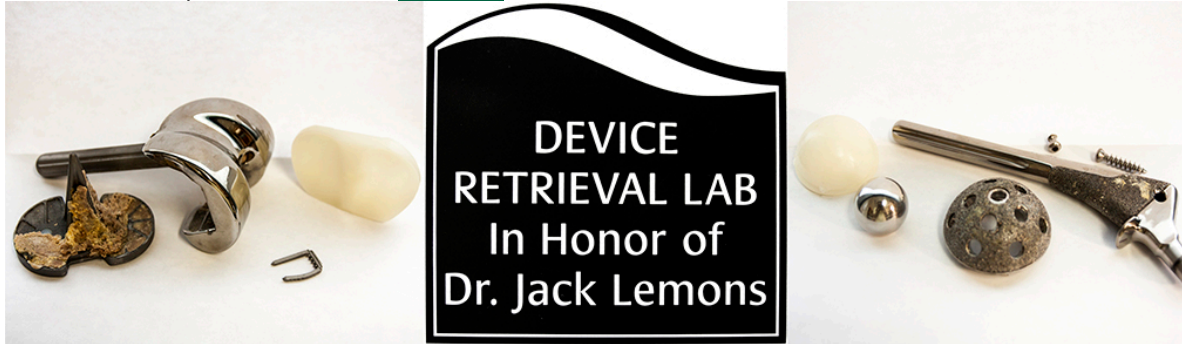 DEVICE
RETRIEVAL LAB
In Honor of
Dr. Jack Lemons